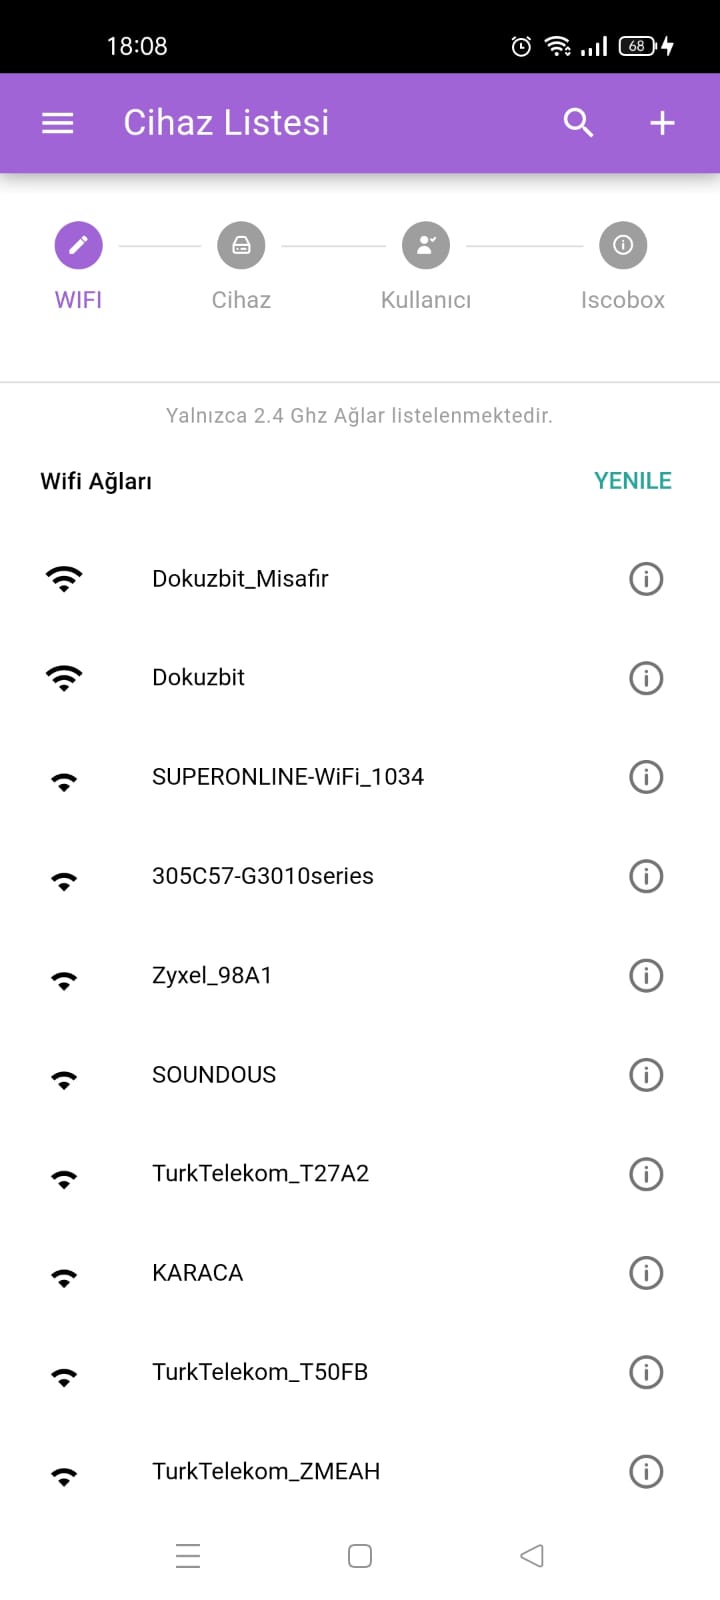 18:08
68
Cihaz Listesi
WIFI
Cihaz
Kullanıcı
Iscobox
Yalnızca 2.4 Ghz Ağlar listelenmektedir.
Wifi Ağları
YENILE
Dokuzbit_Misafir
Dokuzbit
SUPERONLINE-WiFi_1034
305C57-G3010series
Zyxel_98A1
SOUNDOUS
TurkTelekom_T27A2
KARACA
TurkTelekom_T50FB
TurkTelekom_ZMEAH